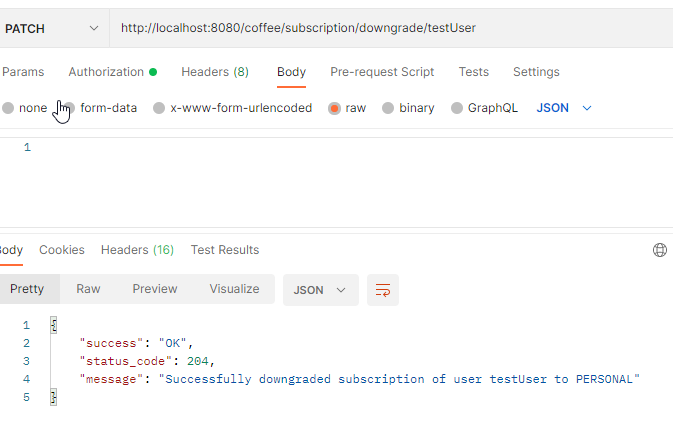 PATCH http://localhost:8080/coffee/subscription/downgrade/testUser
Params Authorization Headers (8) Body Pre-request Script Tests Settings
none form-data x-www-form-urlencoded raw binary GraphQL JSON
1
Body Cookies Headers (16) Test Results
Pretty Raw Preview Visualize JSON
1 {
2 "success": "OK",
3 "status_code": 204,
4 "message": "Successfully downgraded subscription of user testUser to PERSONAL"
5 }